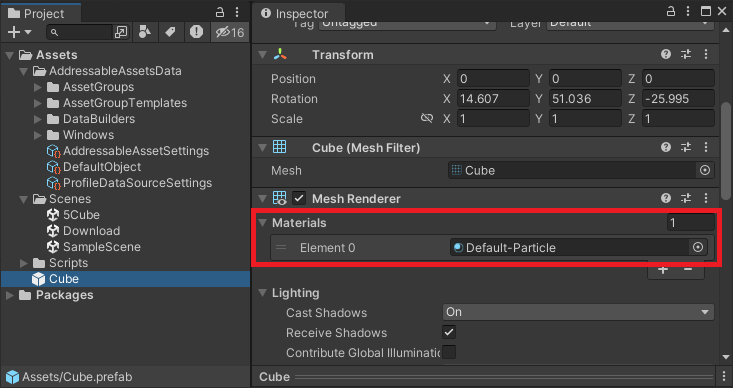 Project
16
Assets
AddressableAssetsData
AssetGroups
AssetGroupTemplates
DataBuilders
Windows
AddressableAssetSettings
DefaultObject
ProfileDataSourceSettings
Scenes
5Cube
Download
SampleScene
Scripts
Cube
Packages
Assets/Cube.prefab
Inspector
Tag Untagged Layer Default
Transform
Position X 0 Y 0 Z 0
Rotation X 14.607 Y 51.036 Z -25.995
Scale X 1 Y 1 Z 1
Cube (Mesh Filter)
Mesh Cube
Mesh Renderer
Materials 1
Element 0 Default-Particle
Lighting
Cast Shadows On
Receive Shadows
Contribute Global Illuminatic
Cube